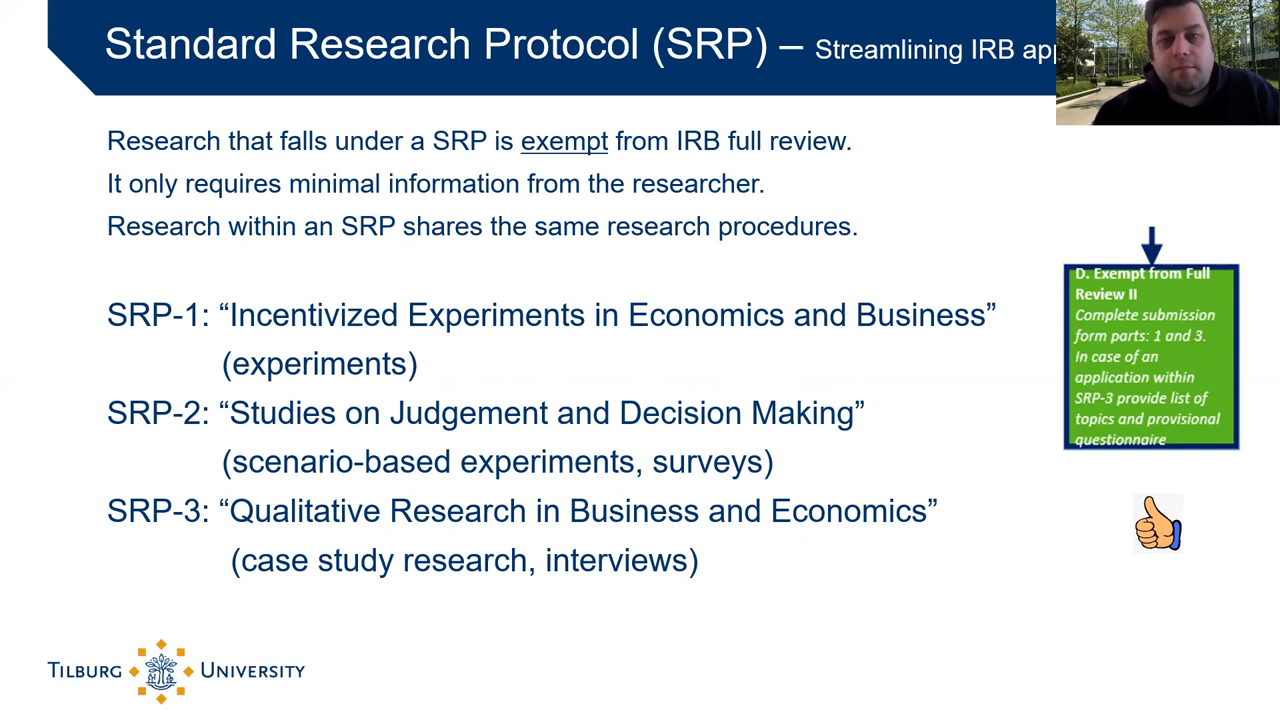 Standard Research Protocol (SRP) – Streamlining IRB
Research that falls under a SRP is exempt from IRB full review.
It only requires minimal information from the researcher.
Research within an SRP shares the same research procedures.
SRP-1: “Incentivized Experiments in Economics and Business”
(experiments)
SRP-2: “Studies on Judgement and Decision Making”
(scenario-based experiments, surveys)
SRP-3: “Qualitative Research in Business and Economics”
(case study research, interviews)
D. Exempt from Full
Review II
Complete submission
form parts: 1 and 3.
In case of an
application within
SRP-3 provide list of
topics and provisional
questionnaire
TILBURG UNIVERSITY